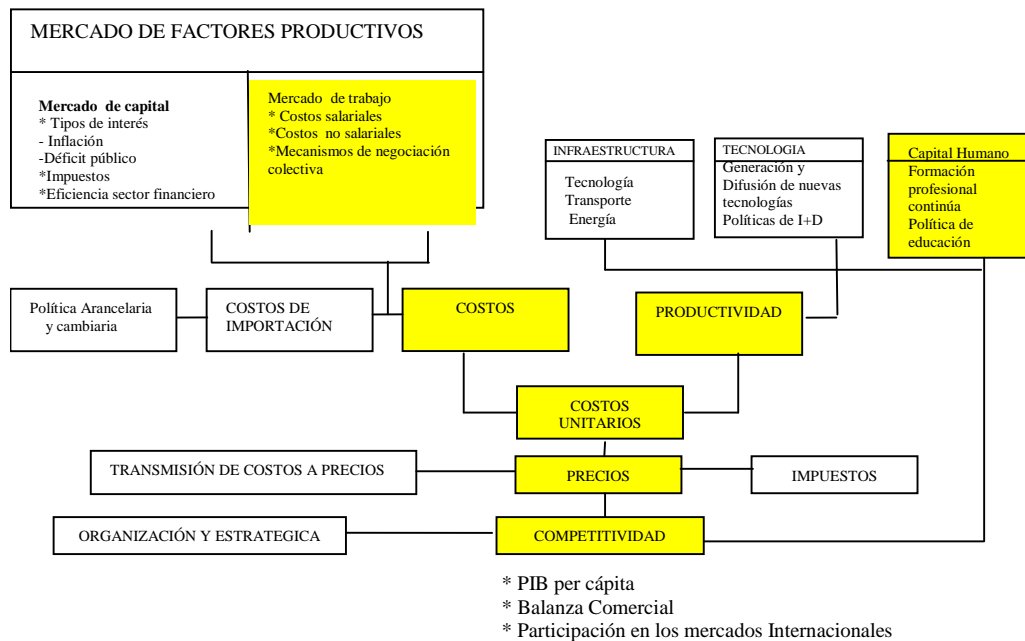 MERCADO DE FACTORES PRODUCTIVOS
Mercado de capital
* Tipos de interés
- Inflación
-Déficit público
*Impuestos
*Eficiencia sector financiero
Mercado de trabajo
* Costos salariales
*Costos no salariales
*Mecanismos de negociación
colectiva
INFRAESTRUCTURA
Tecnología
Transporte
Energía
TECNOLOGIA
Generación y
Difusión de nuevas
tecnologías
Políticas de I+D
Capital Humano
Formación
profesional
continúa
Política de
educación
Política Arancelaria
y cambiaria
COSTOS DE
IMPORTACIÓN
COSTOS
PRODUCTIVIDAD
COSTOS
UNITARIOS
TRANSMISIÓN DE COSTOS A PRECIOS
PRECIOS
IMPUESTOS
ORGANIZACIÓN Y ESTRATEGICA
COMPETITIVIDAD
* PIB per cápita
* Balanza Comercial
* Participación en los mercados Internacionales